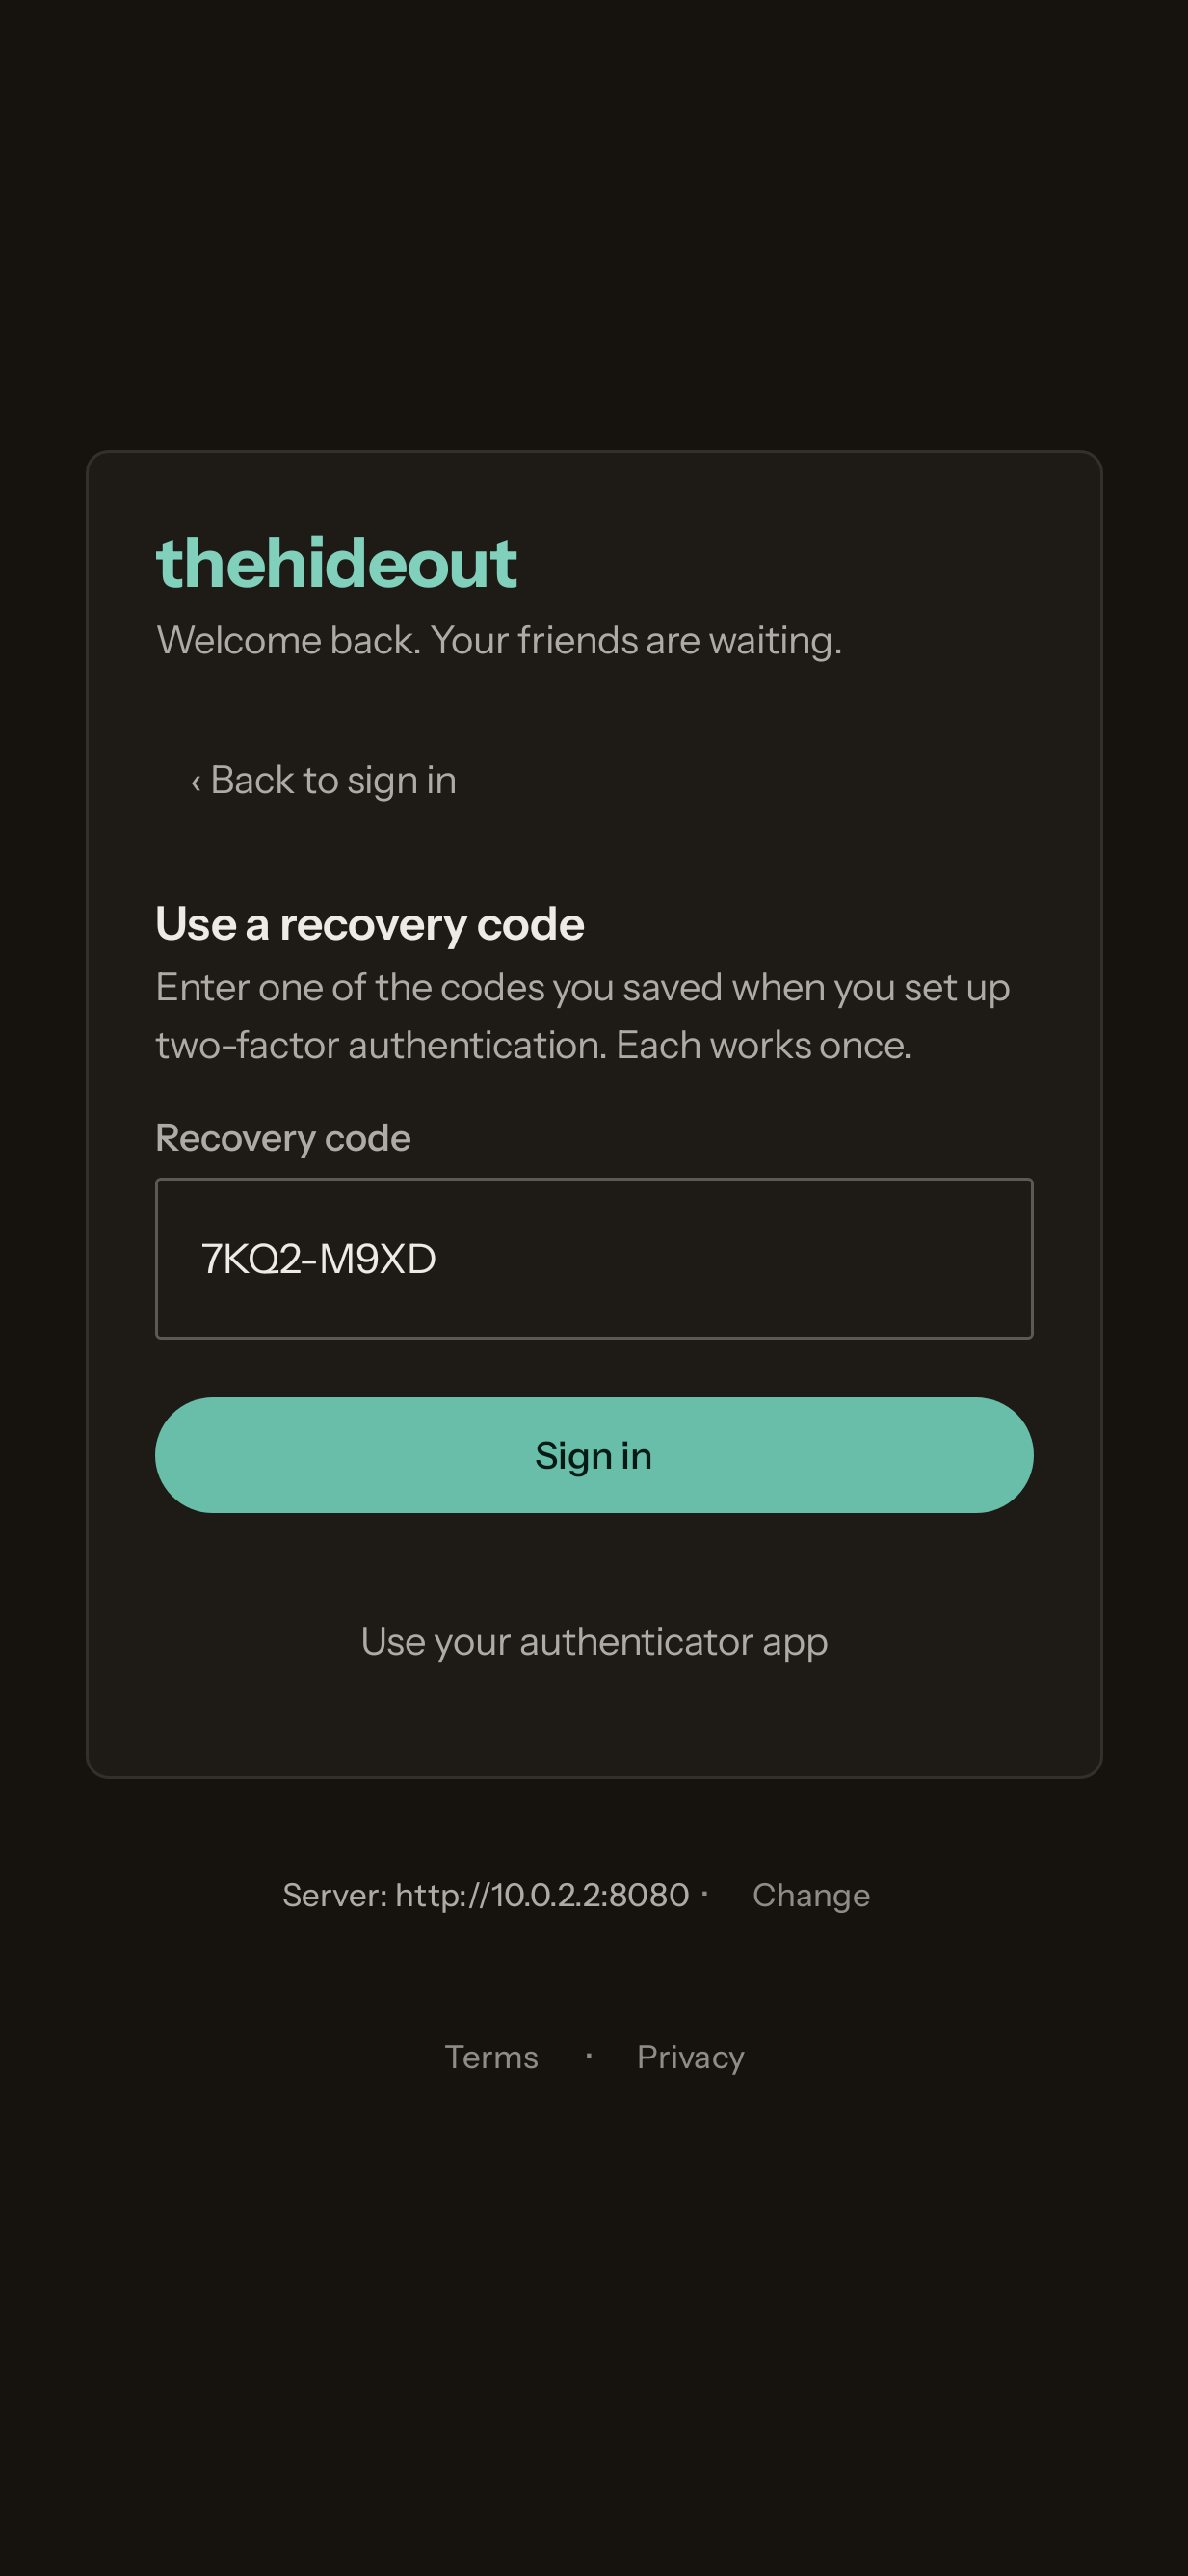 thehideout
Welcome back. Your friends are waiting.
‹ Back to sign in
Use a recovery code
Enter one of the codes you saved when you set up
two-factor authentication. Each works once.
Recovery code
7KQ2-M9XD
Sign in
Use your authenticator app
Server: http://10.0.2.2:8080 · Change
Terms · Privacy